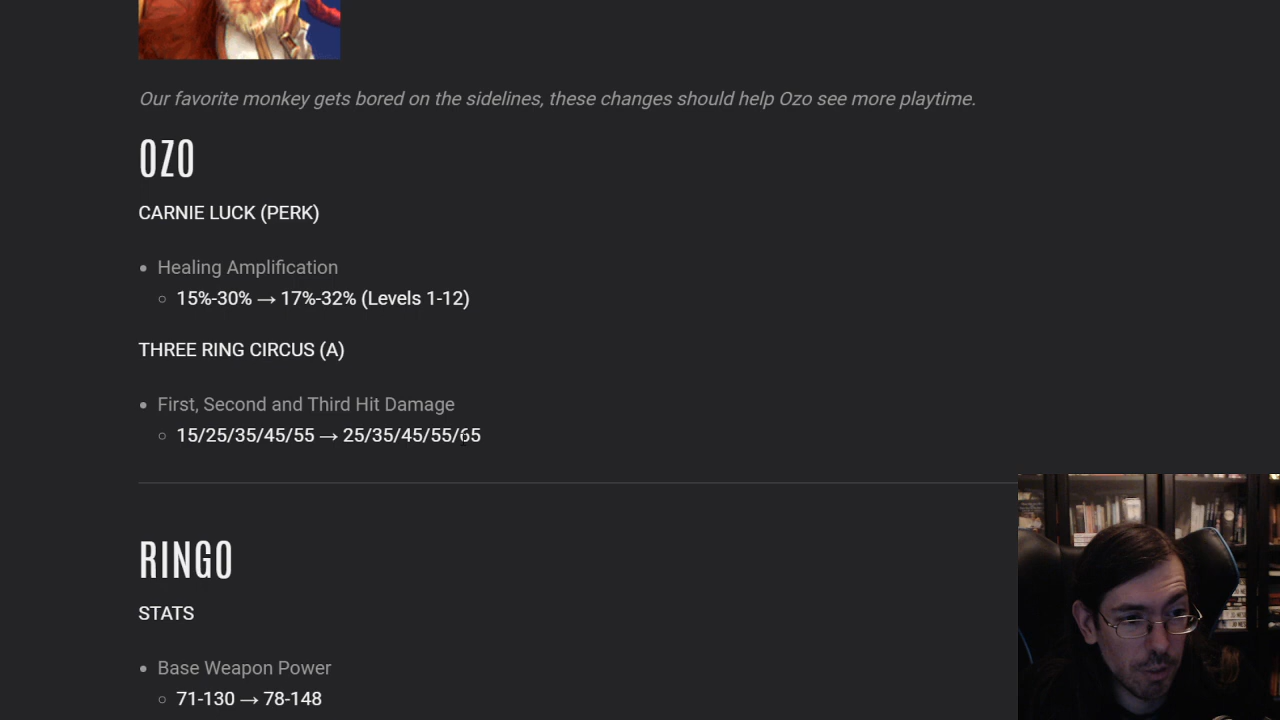 Our favorite monkey gets bored on the sidelines, these changes should help Ozo see more playtime.
OZO
CARNIE LUCK (PERK)
• Healing Amplification
○ 15%-30% → 17%-32% (Levels 1-12)
THREE RING CIRCUS (A)
• First, Second and Third Hit Damage
○ 15/25/35/45/55 → 25/35/45/55/65
RINGO
STATS
• Base Weapon Power
○ 71-130 → 78-148